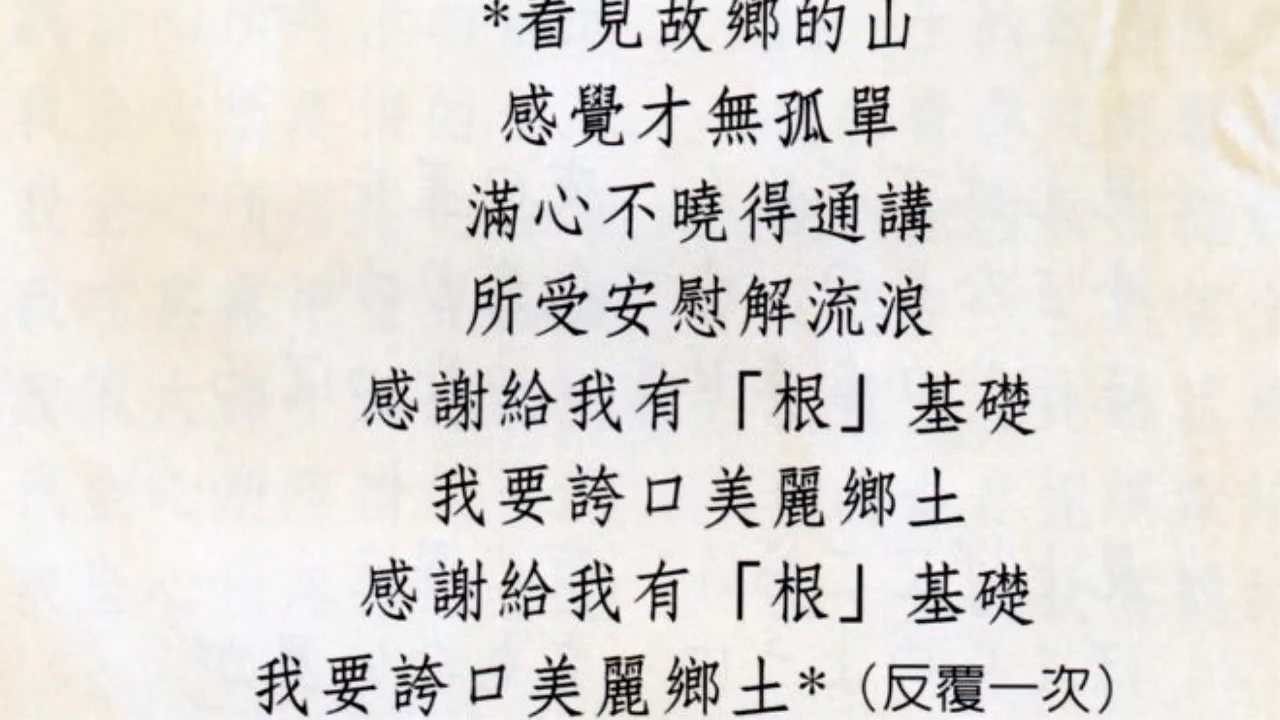 *看見故鄉的山
感覺才無孤單
滿心不曉得通講
所受安慰解流浪
感謝給我有「根」基礎
我要誇口美麗鄉土
感謝給我有「根」基礎
我要誇口美麗鄉土*（反覆一次）